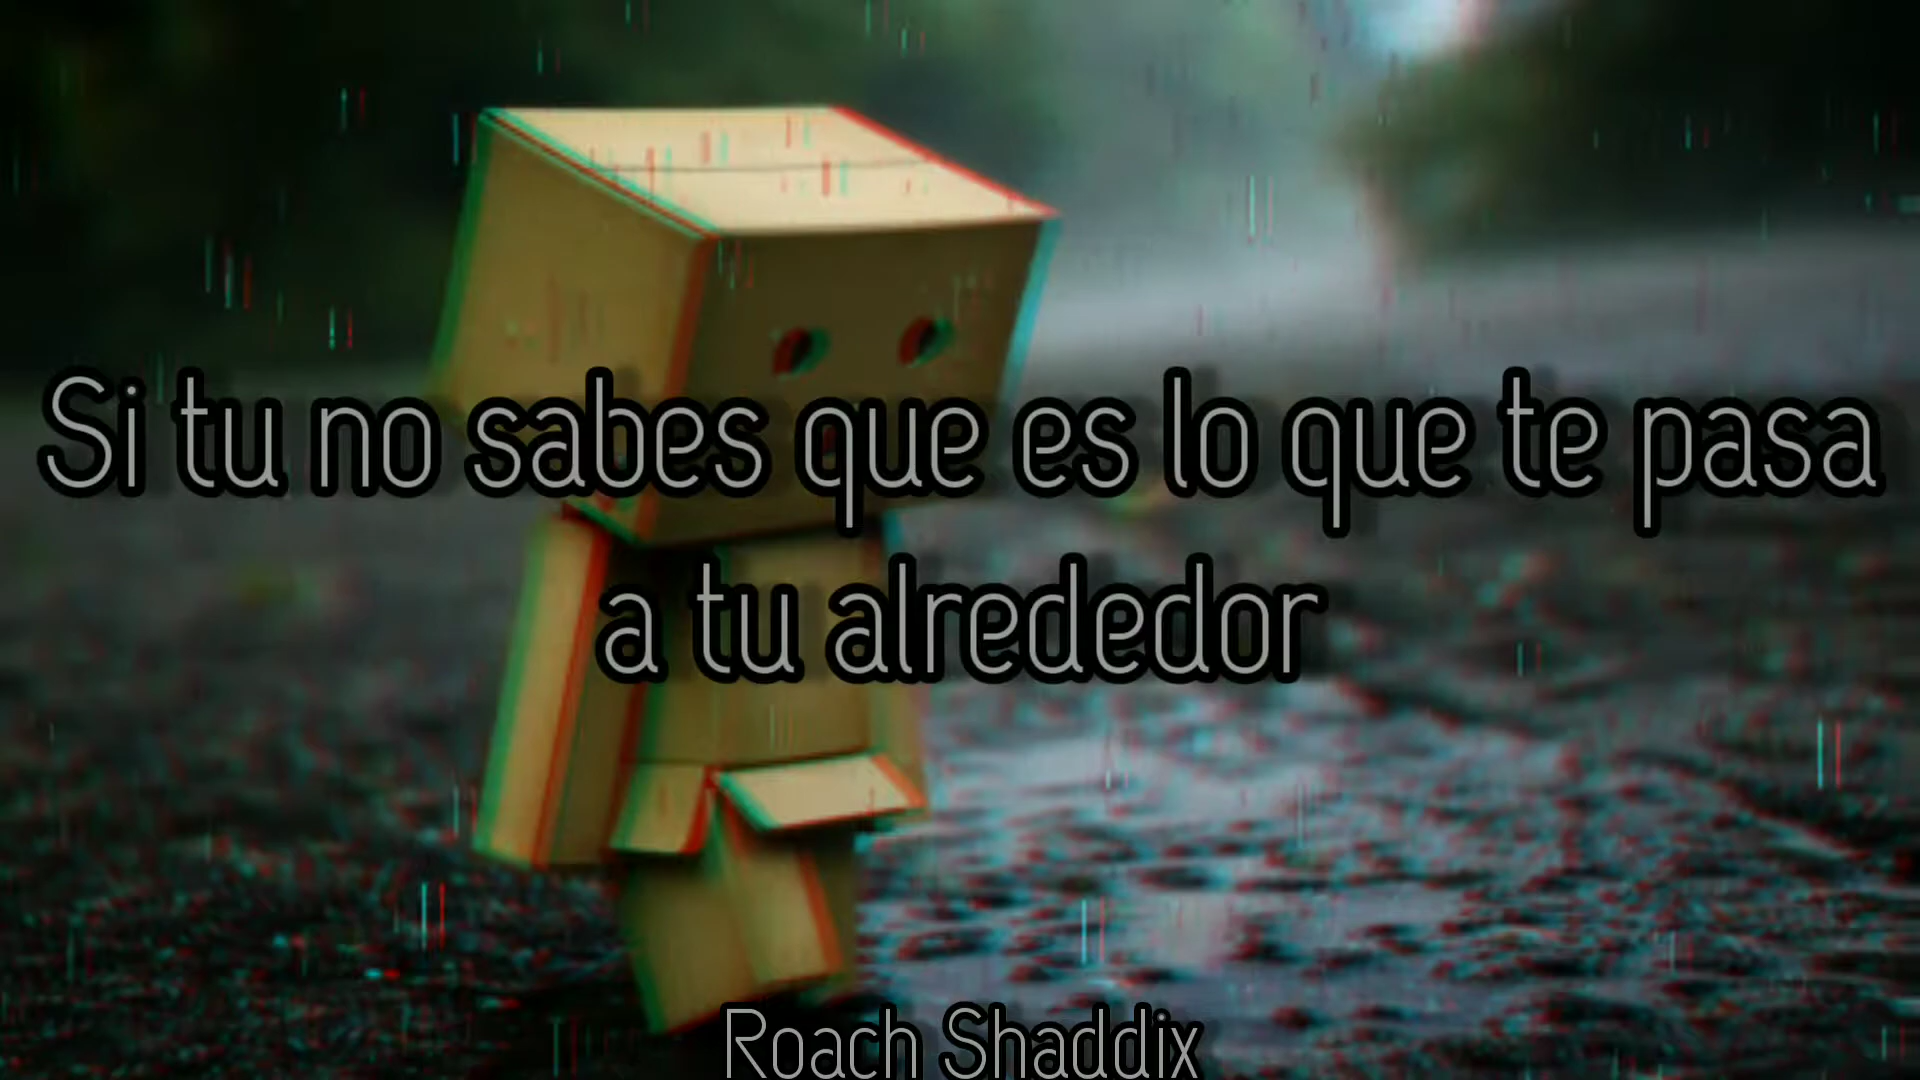 Si tu no sabes que es lo que te pasa
a tu alrededor
Roach Shaddix